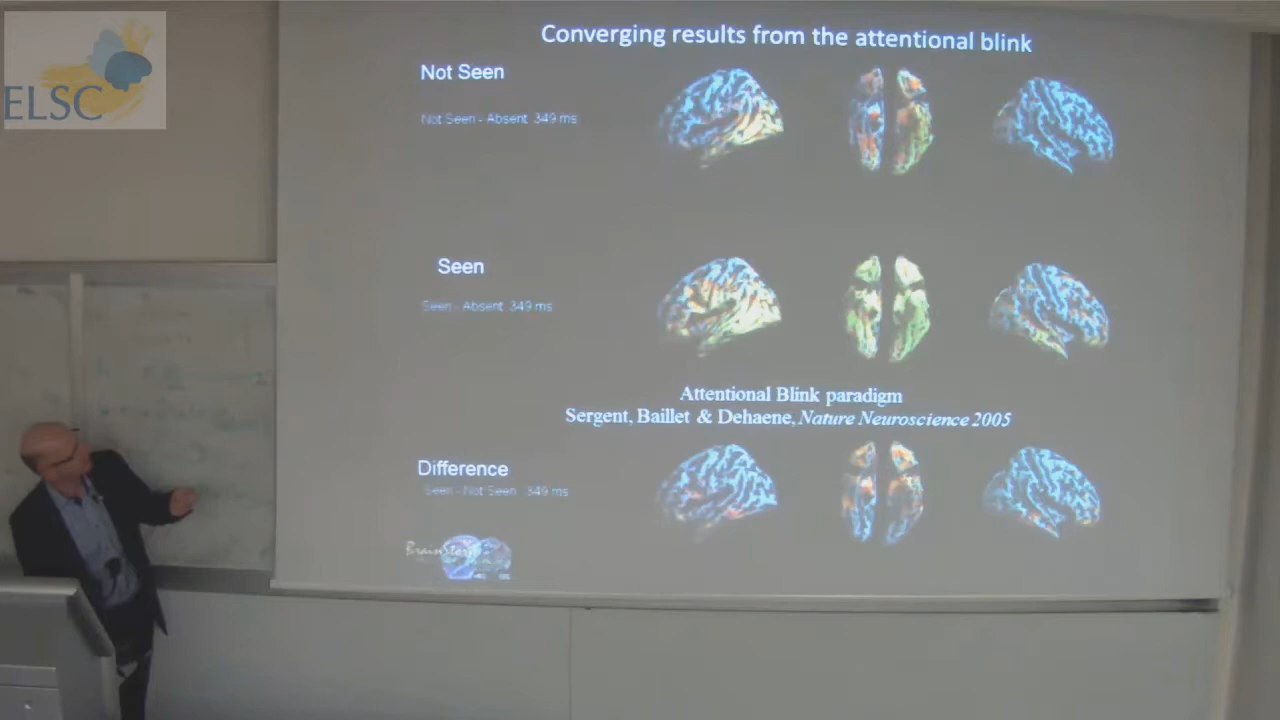 ELSC
Converging results from the attentional blink
Not Seen
Not Seen - Absent 349 ms
Seen
Seen - Absent 349 ms
Attentional Blink paradigm
Sergent, Baillet & Dehaene, Nature Neuroscience 2005
Difference
Seen - Not Seen 349 ms